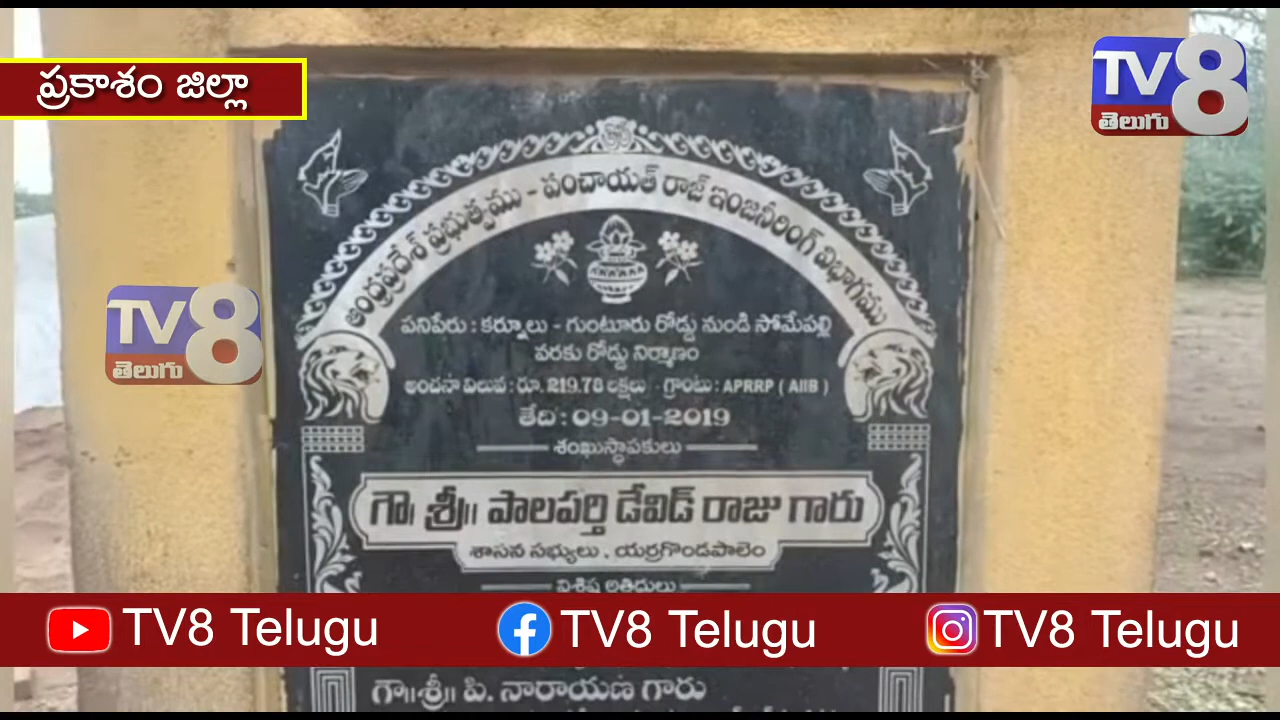 ప్రకాశం జిల్లా
TV8
తెలుగు
ఆంధ్రప్రదేశ్ ప్రభుత్వము - పంచాయత్ రాజ్ ఇంజనీరింగ్ విభాగము
పనిపేరు : కర్నూలు - గుంటూరు రోడ్డు నుండి సోమేపల్లి
వరకు రోడ్డు నిర్మాణం
అంచనా విలువ : రూ. 219.78 లక్షలు - గ్రాంటు : APRRP ( AIIB )
తేది : 09-01-2019
శంఖుస్థాపకులు
గౌ|| శ్రీ|| పాలపర్తి డేవిడ్ రాజు గారు
శాసన సభ్యులు , యర్రగొండపాలెం
విశిష్ట అతిధులు
TV8
తెలుగు
TV8 Telugu
TV8 Telugu
TV8 Telugu
గౌ||శ్రీ|| పి. నారాయణ గారు